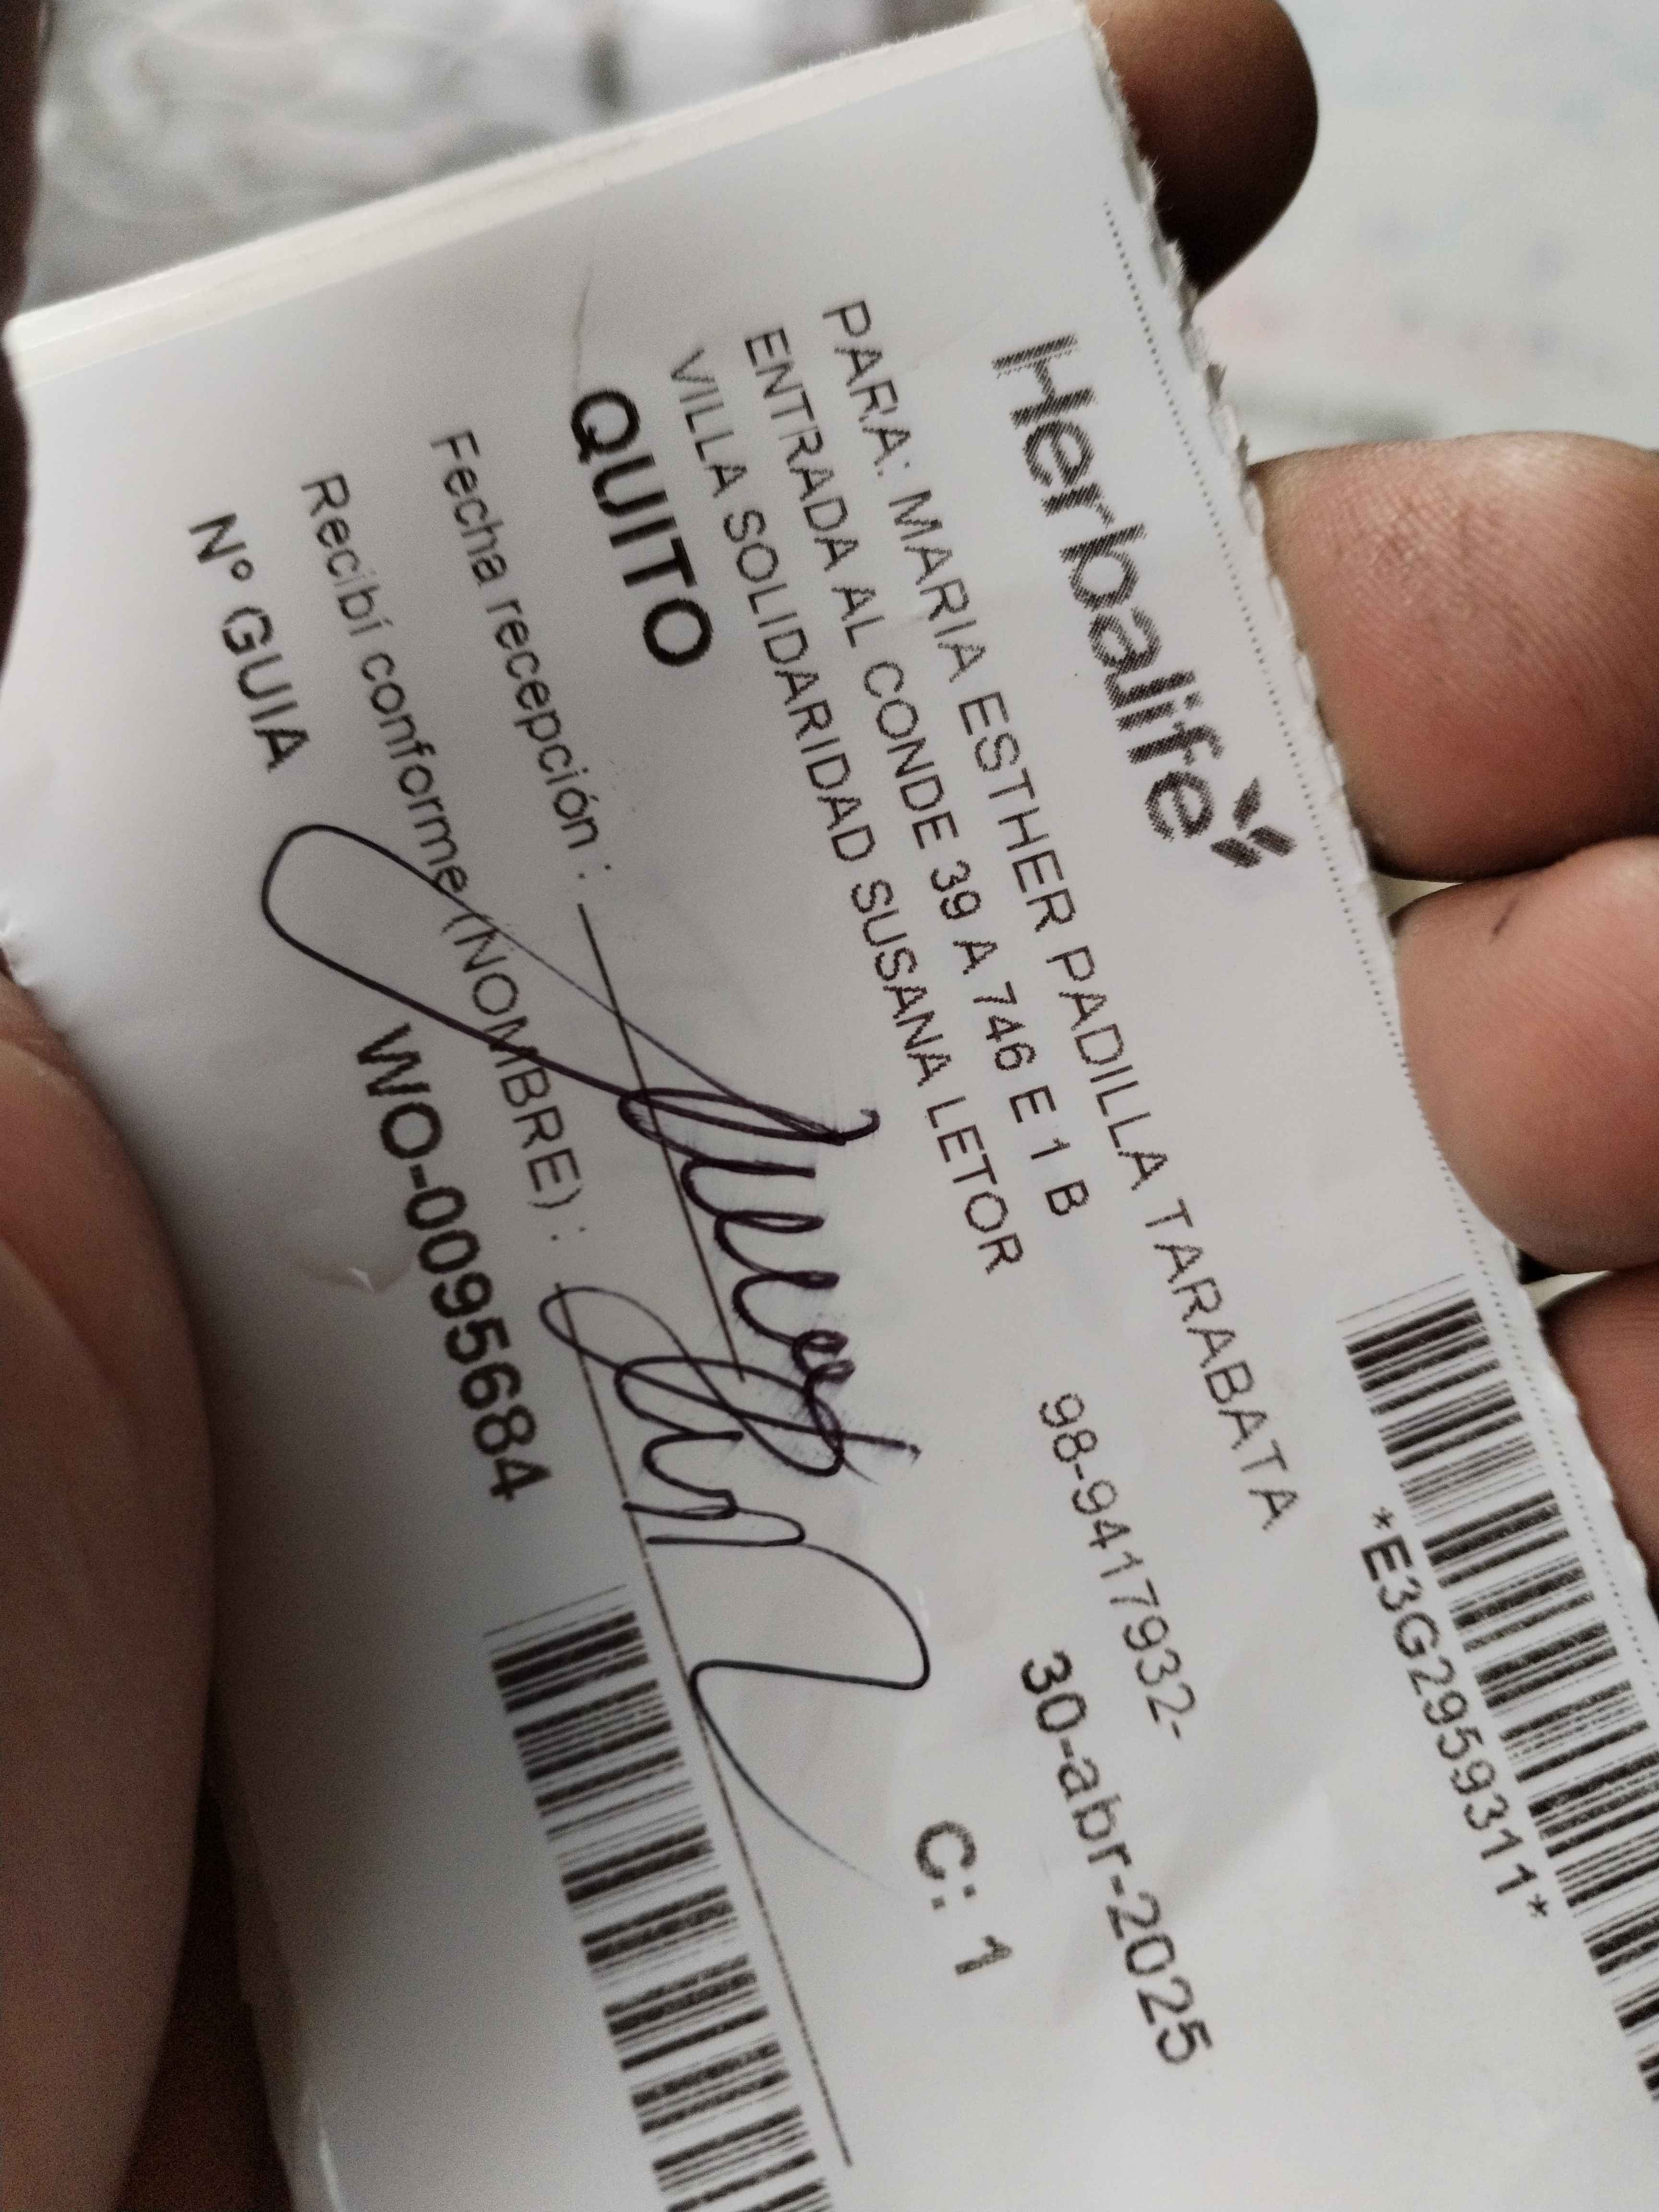 Herbalife
*E3G2959311*
PARA: MARIA ESTHER PADILLA TARABATA
ENTRADA AL CONDE 39 A 746 E 1 B
98-9417932-
VILLA SOLIDARIDAD SUSANA LETOR
30-abr-2025
QUITO
C: 1
Fecha recepción :
Recibí conforme (NOMBRE) :
Nº GUIA
WO-0095684